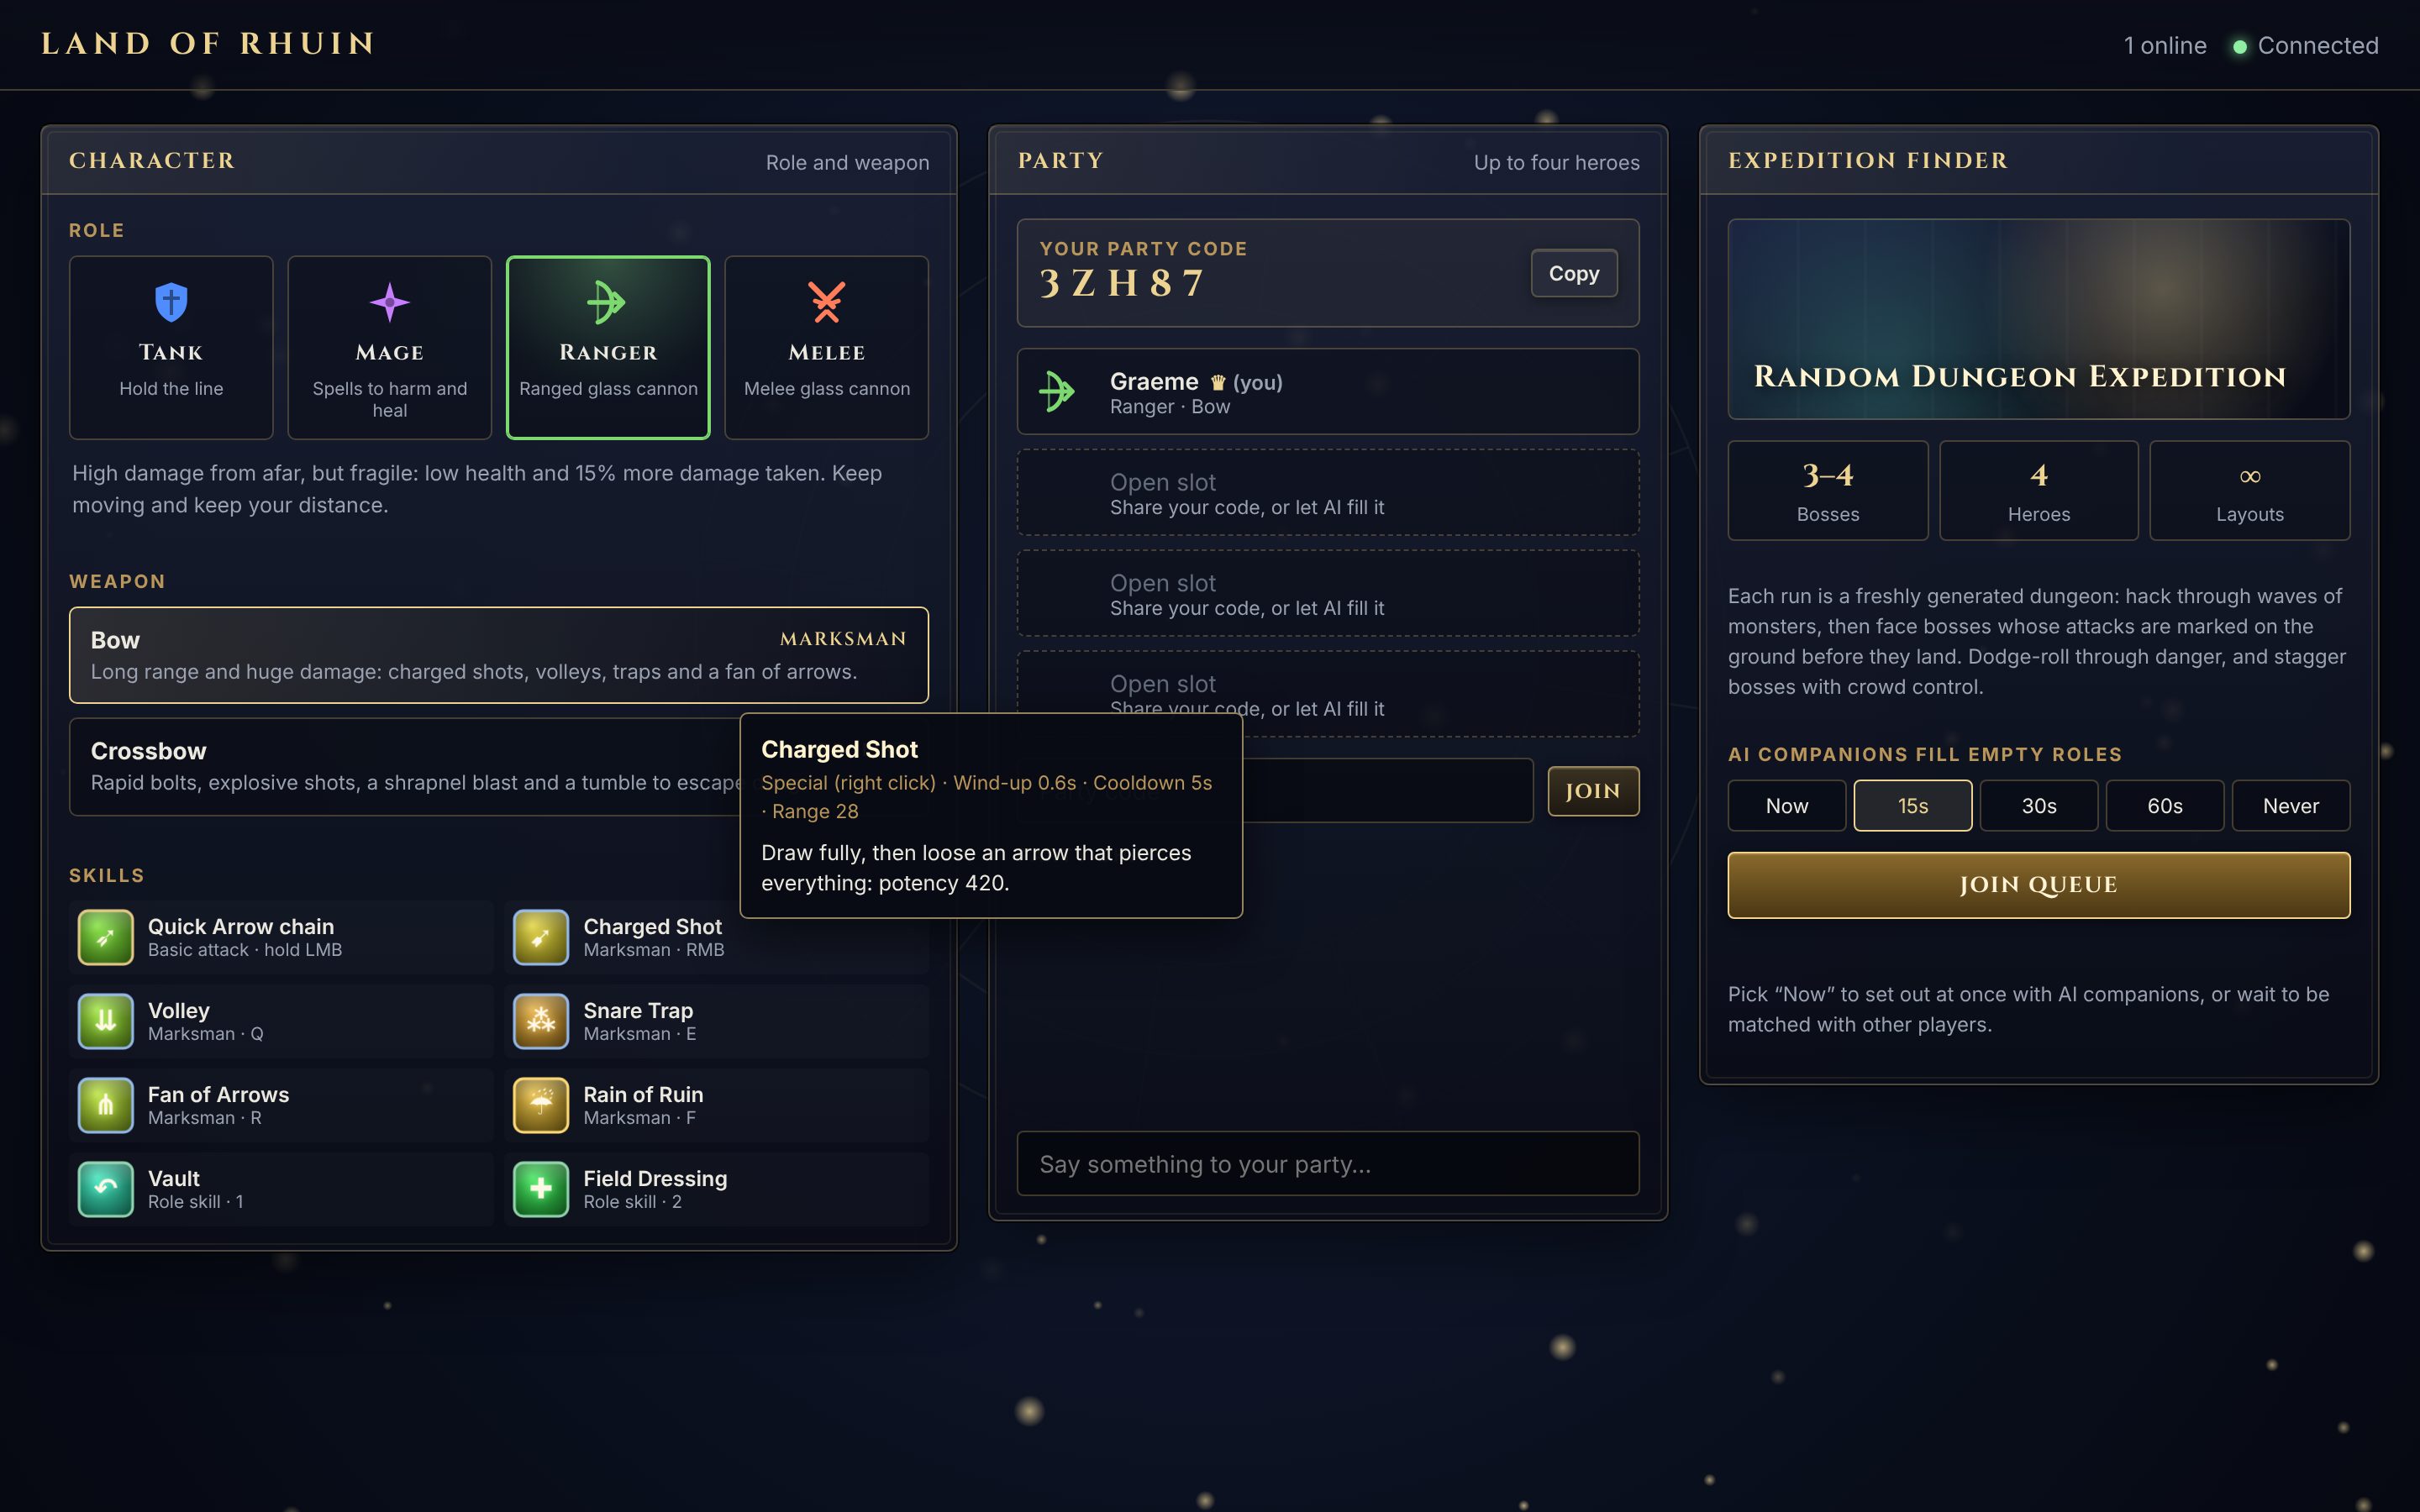 LAND OF RHUIN
1 online
Connected
CHARACTER
Role and weapon
ROLE
TANK
Hold the line
MAGE
Spells to harm and
heal
RANGER
Ranged glass cannon
MELEE
Melee glass cannon
High damage from afar, but fragile: low health and 15% more damage taken. Keep
moving and keep your distance.
WEAPON
Bow
MARKSMAN
Long range and huge damage: charged shots, volleys, traps and a fan of arrows.
Crossbow
Rapid bolts, explosive shots, a shrapnel blast and a tumble to escape
SKILLS
Quick Arrow chain
Basic attack · hold LMB
Charged Shot
Marksman · RMB
Volley
Marksman · Q
Snare Trap
Marksman · E
Fan of Arrows
Marksman · R
Rain of Ruin
Marksman · F
Vault
Role skill · 1
Field Dressing
Role skill · 2
Charged Shot
Special (right click) · Wind-up 0.6s · Cooldown 5s
· Range 28
Draw fully, then loose an arrow that pierces
everything: potency 420.
PARTY
Up to four heroes
YOUR PARTY CODE
3ZH87
Copy
Graeme ♛ (you)
Ranger · Bow
Open slot
Share your code, or let AI fill it
Open slot
Share your code, or let AI fill it
Open slot
Share your code, or let AI fill it
JOIN
Say something to your party...
EXPEDITION FINDER
RANDOM DUNGEON EXPEDITION
3–4
Bosses
4
Heroes
∞
Layouts
Each run is a freshly generated dungeon: hack through waves of
monsters, then face bosses whose attacks are marked on the
ground before they land. Dodge-roll through danger, and stagger
bosses with crowd control.
AI COMPANIONS FILL EMPTY ROLES
Now
15s
30s
60s
Never
JOIN QUEUE
Pick “Now” to set out at once with AI companions, or wait to be
matched with other players.